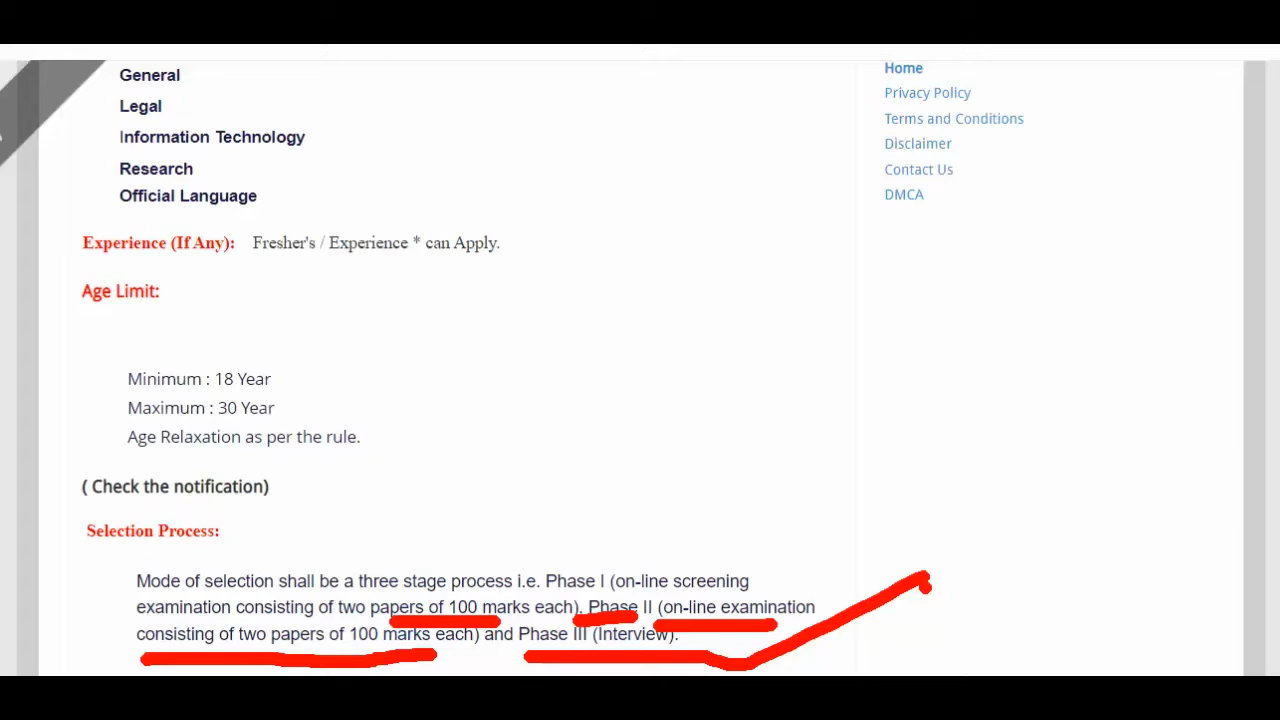 General
Legal
Information Technology
Research
Official Language
Experience (If Any): Fresher's / Experience * can Apply.
Age Limit:
Minimum : 18 Year
Maximum : 30 Year
Age Relaxation as per the rule.
( Check the notification)
Selection Process:
Mode of selection shall be a three stage process i.e. Phase I (on-line screening
examination consisting of two papers of 100 marks each), Phase II (on-line examination
consisting of two papers of 100 marks each) and Phase III (Interview).
Home
Privacy Policy
Terms and Conditions
Disclaimer
Contact Us
DMCA